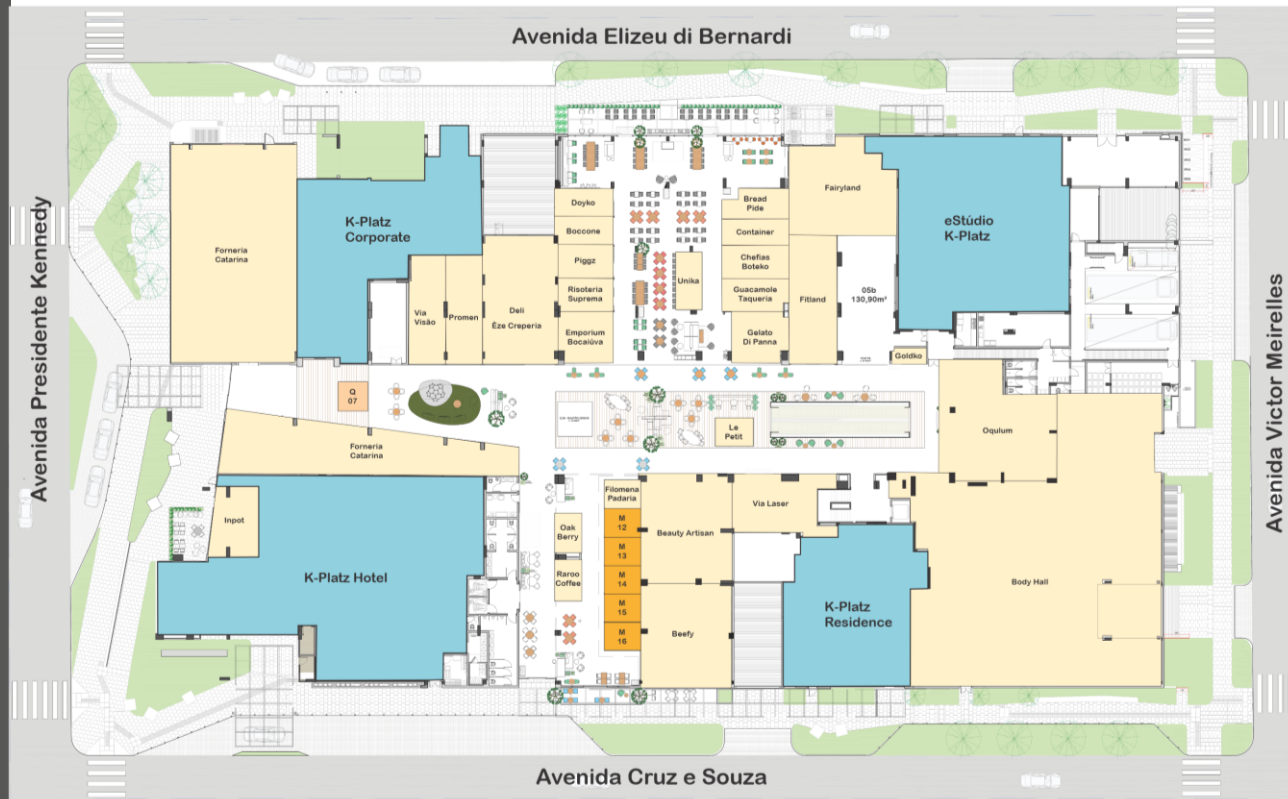 Avenida Elizeu di Bernardi
Avenida Presidente Kennedy
Avenida Victor Meirelles
Forneria
Catarina
K-Platz
Corporate
Via
Visão
Promen
Deli
Êze Creperia
Doyko
Boccone
Piggz
Risoteria
Suprema
Emporium
Bocaiúva
Unika
Bread
Pide
Container
Chefias
Boteko
Guacamole
Taqueria
Gelato
Di Panna
Fairyland
Fitland
05b
130,90m²
Goldko
eStúdio
K-Platz
Q
07
Forneria
Catarina
Le
Petit
Oqulum
Inpot
K-Platz Hotel
Oak
Berry
Raroo
Coffee
Filomena
Padaria
M
12
M
13
M
14
M
15
M
16
Beauty Artisan
Via Laser
Beefy
K-Platz
Residence
Body Hall
Avenida Cruz e Souza